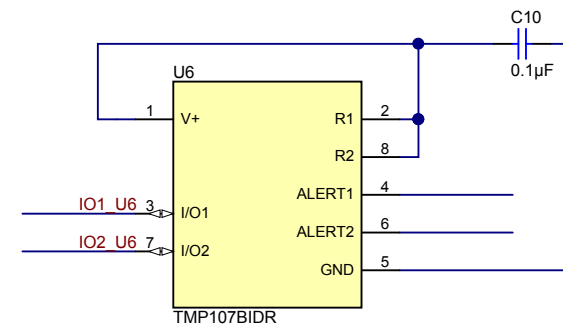 C10
0.1µF
U6
1 V+ R1 2
R2 8
ALERT1 4
IO1_U6 3 I/O1
ALERT2 6
IO2_U6 7 I/O2
GND 5
TMP107BIDR